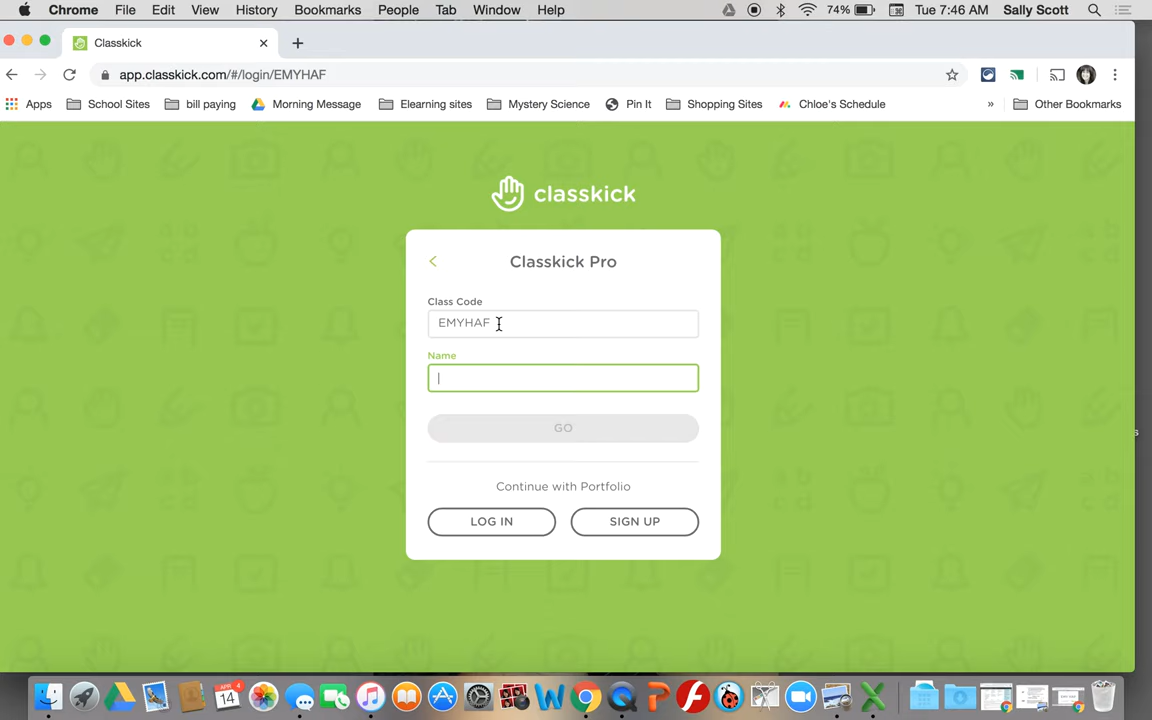 Chrome File Edit View History Bookmarks People Tab Window Help 74% Tue 7:46 AM Sally Scott
Classkick
app.classkick.com/#/login/EMYHAF
Apps School Sites bill paying Morning Message Elearning sites Mystery Science Pin It Shopping Sites Chloe's Schedule » Other Bookmarks
classkick
Classkick Pro
Class Code
EMYHAF
Name
GO
Continue with Portfolio
LOG IN SIGN UP
APR 4
14